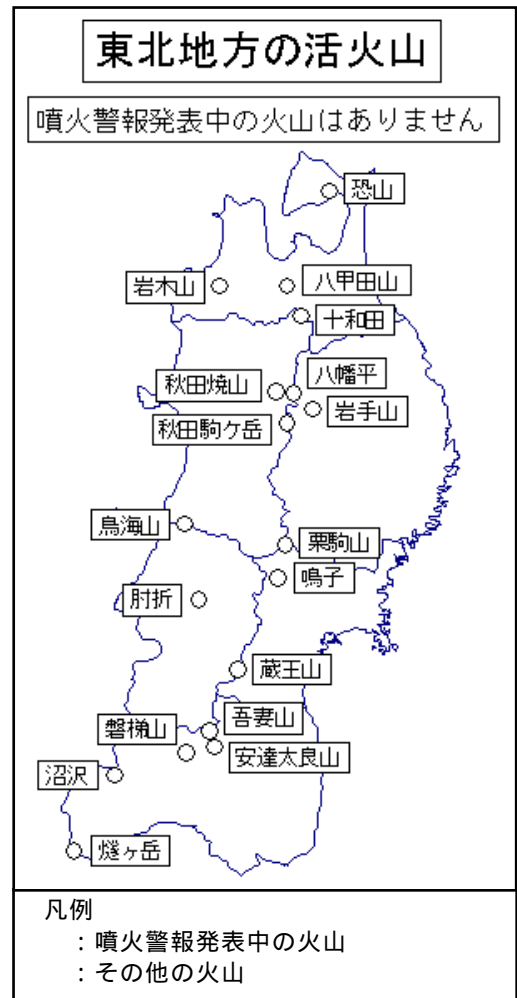 東北地方の活火山
噴火警報発表中の火山はありません
恐山
岩木山
八甲田山
十和田
秋田焼山
八幡平
岩手山
秋田駒ケ岳
鳥海山
栗駒山
鳴子
肘折
蔵王山
吾妻山
磐梯山
安達太良山
沼沢
燧ヶ岳
凡例
：噴火警報発表中の火山
：その他の火山